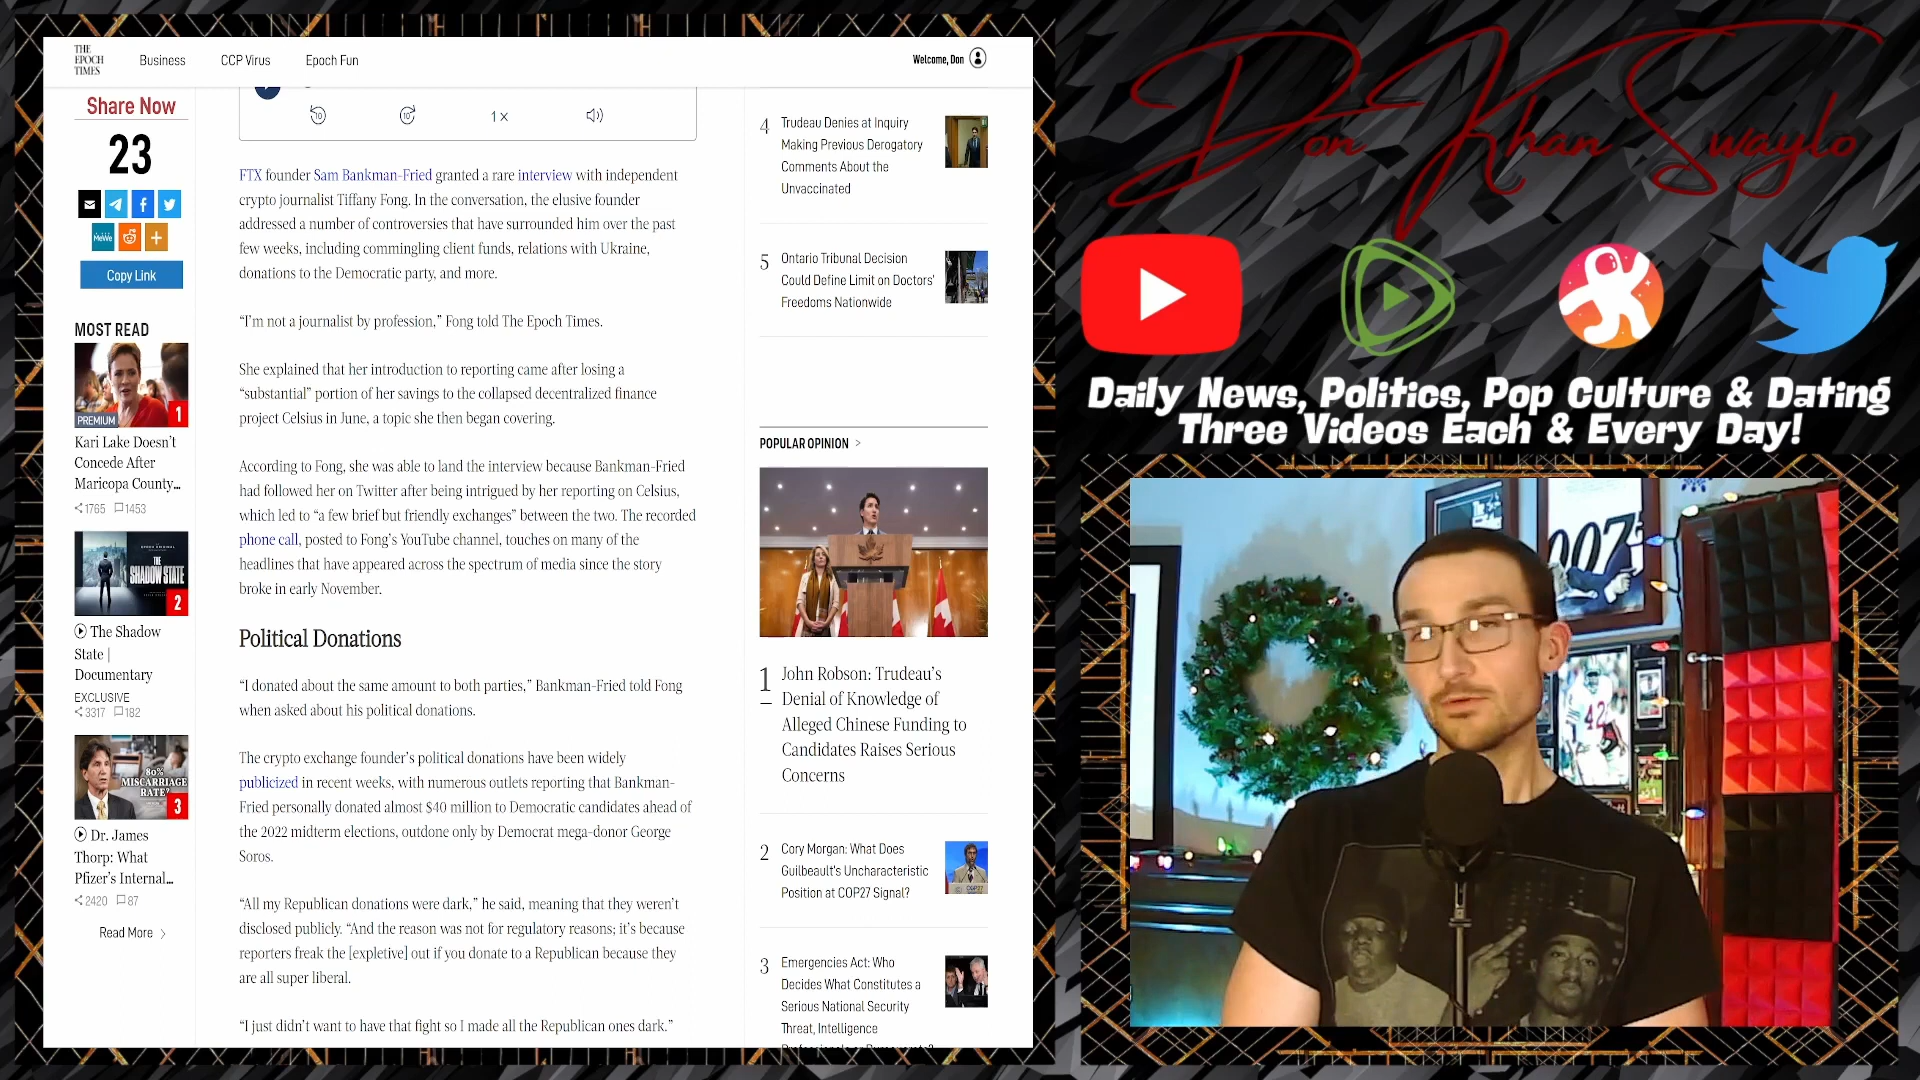 THE
EPOCH
TIMES
Business
CCP Virus
Epoch Fun
Welcome, Don
Share Now
23
MeWe
Copy Link
MOST READ
PREMIUM
1
Kari Lake Doesn't
Concede After
Maricopa County...
1765
1453
THE
SHADOW STATE
2
The Shadow
State |
Documentary
EXCLUSIVE
3317
182
80%
MISCARRIAGE
RATE?
3
Dr. James
Thorp: What
Pfizer's Internal...
2420
87
Read More
10
10
1 x
FTX founder Sam Bankman-Fried granted a rare interview with independent
crypto journalist Tiffany Fong. In the conversation, the elusive founder
addressed a number of controversies that have surrounded him over the past
few weeks, including commingling client funds, relations with Ukraine,
donations to the Democratic party, and more.
“I'm not a journalist by profession,” Fong told The Epoch Times.
She explained that her introduction to reporting came after losing a
“substantial” portion of her savings to the collapsed decentralized finance
project Celsius in June, a topic she then began covering.
According to Fong, she was able to land the interview because Bankman-Fried
had followed her on Twitter after being intrigued by her reporting on Celsius,
which led to “a few brief but friendly exchanges” between the two. The recorded
phone call, posted to Fong's YouTube channel, touches on many of the
headlines that have appeared across the spectrum of media since the story
broke in early November.
Political Donations
“I donated about the same amount to both parties,” Bankman-Fried told Fong
when asked about his political donations.
The crypto exchange founder's political donations have been widely
publicized in recent weeks, with numerous outlets reporting that Bankman-
Fried personally donated almost $40 million to Democratic candidates ahead of
the 2022 midterm elections, outdone only by Democrat mega-donor George
Soros.
“All my Republican donations were dark,” he said, meaning that they weren't
disclosed publicly. “And the reason was not for regulatory reasons; it's because
reporters freak the [expletive] out if you donate to a Republican because they
are all super liberal.
“I just didn't want to have that fight so I made all the Republican ones dark.”
4
Trudeau Denies at Inquiry
Making Previous Derogatory
Comments About the
Unvaccinated
5
Ontario Tribunal Decision
Could Define Limit on Doctors'
Freedoms Nationwide
POPULAR OPINION >
1
John Robson: Trudeau's
Denial of Knowledge of
Alleged Chinese Funding to
Candidates Raises Serious
Concerns
2
Cory Morgan: What Does
Guilbeault's Uncharacteristic
Position at COP27 Signal?
COP27
3
Emergencies Act: Who
Decides What Constitutes a
Serious National Security
Threat, Intelligence
Professionals or Bureaucrats?
Don Khan Swaylo
Daily News, Politics, Pop Culture & Dating
Three Videos Each & Every Day!
007
42